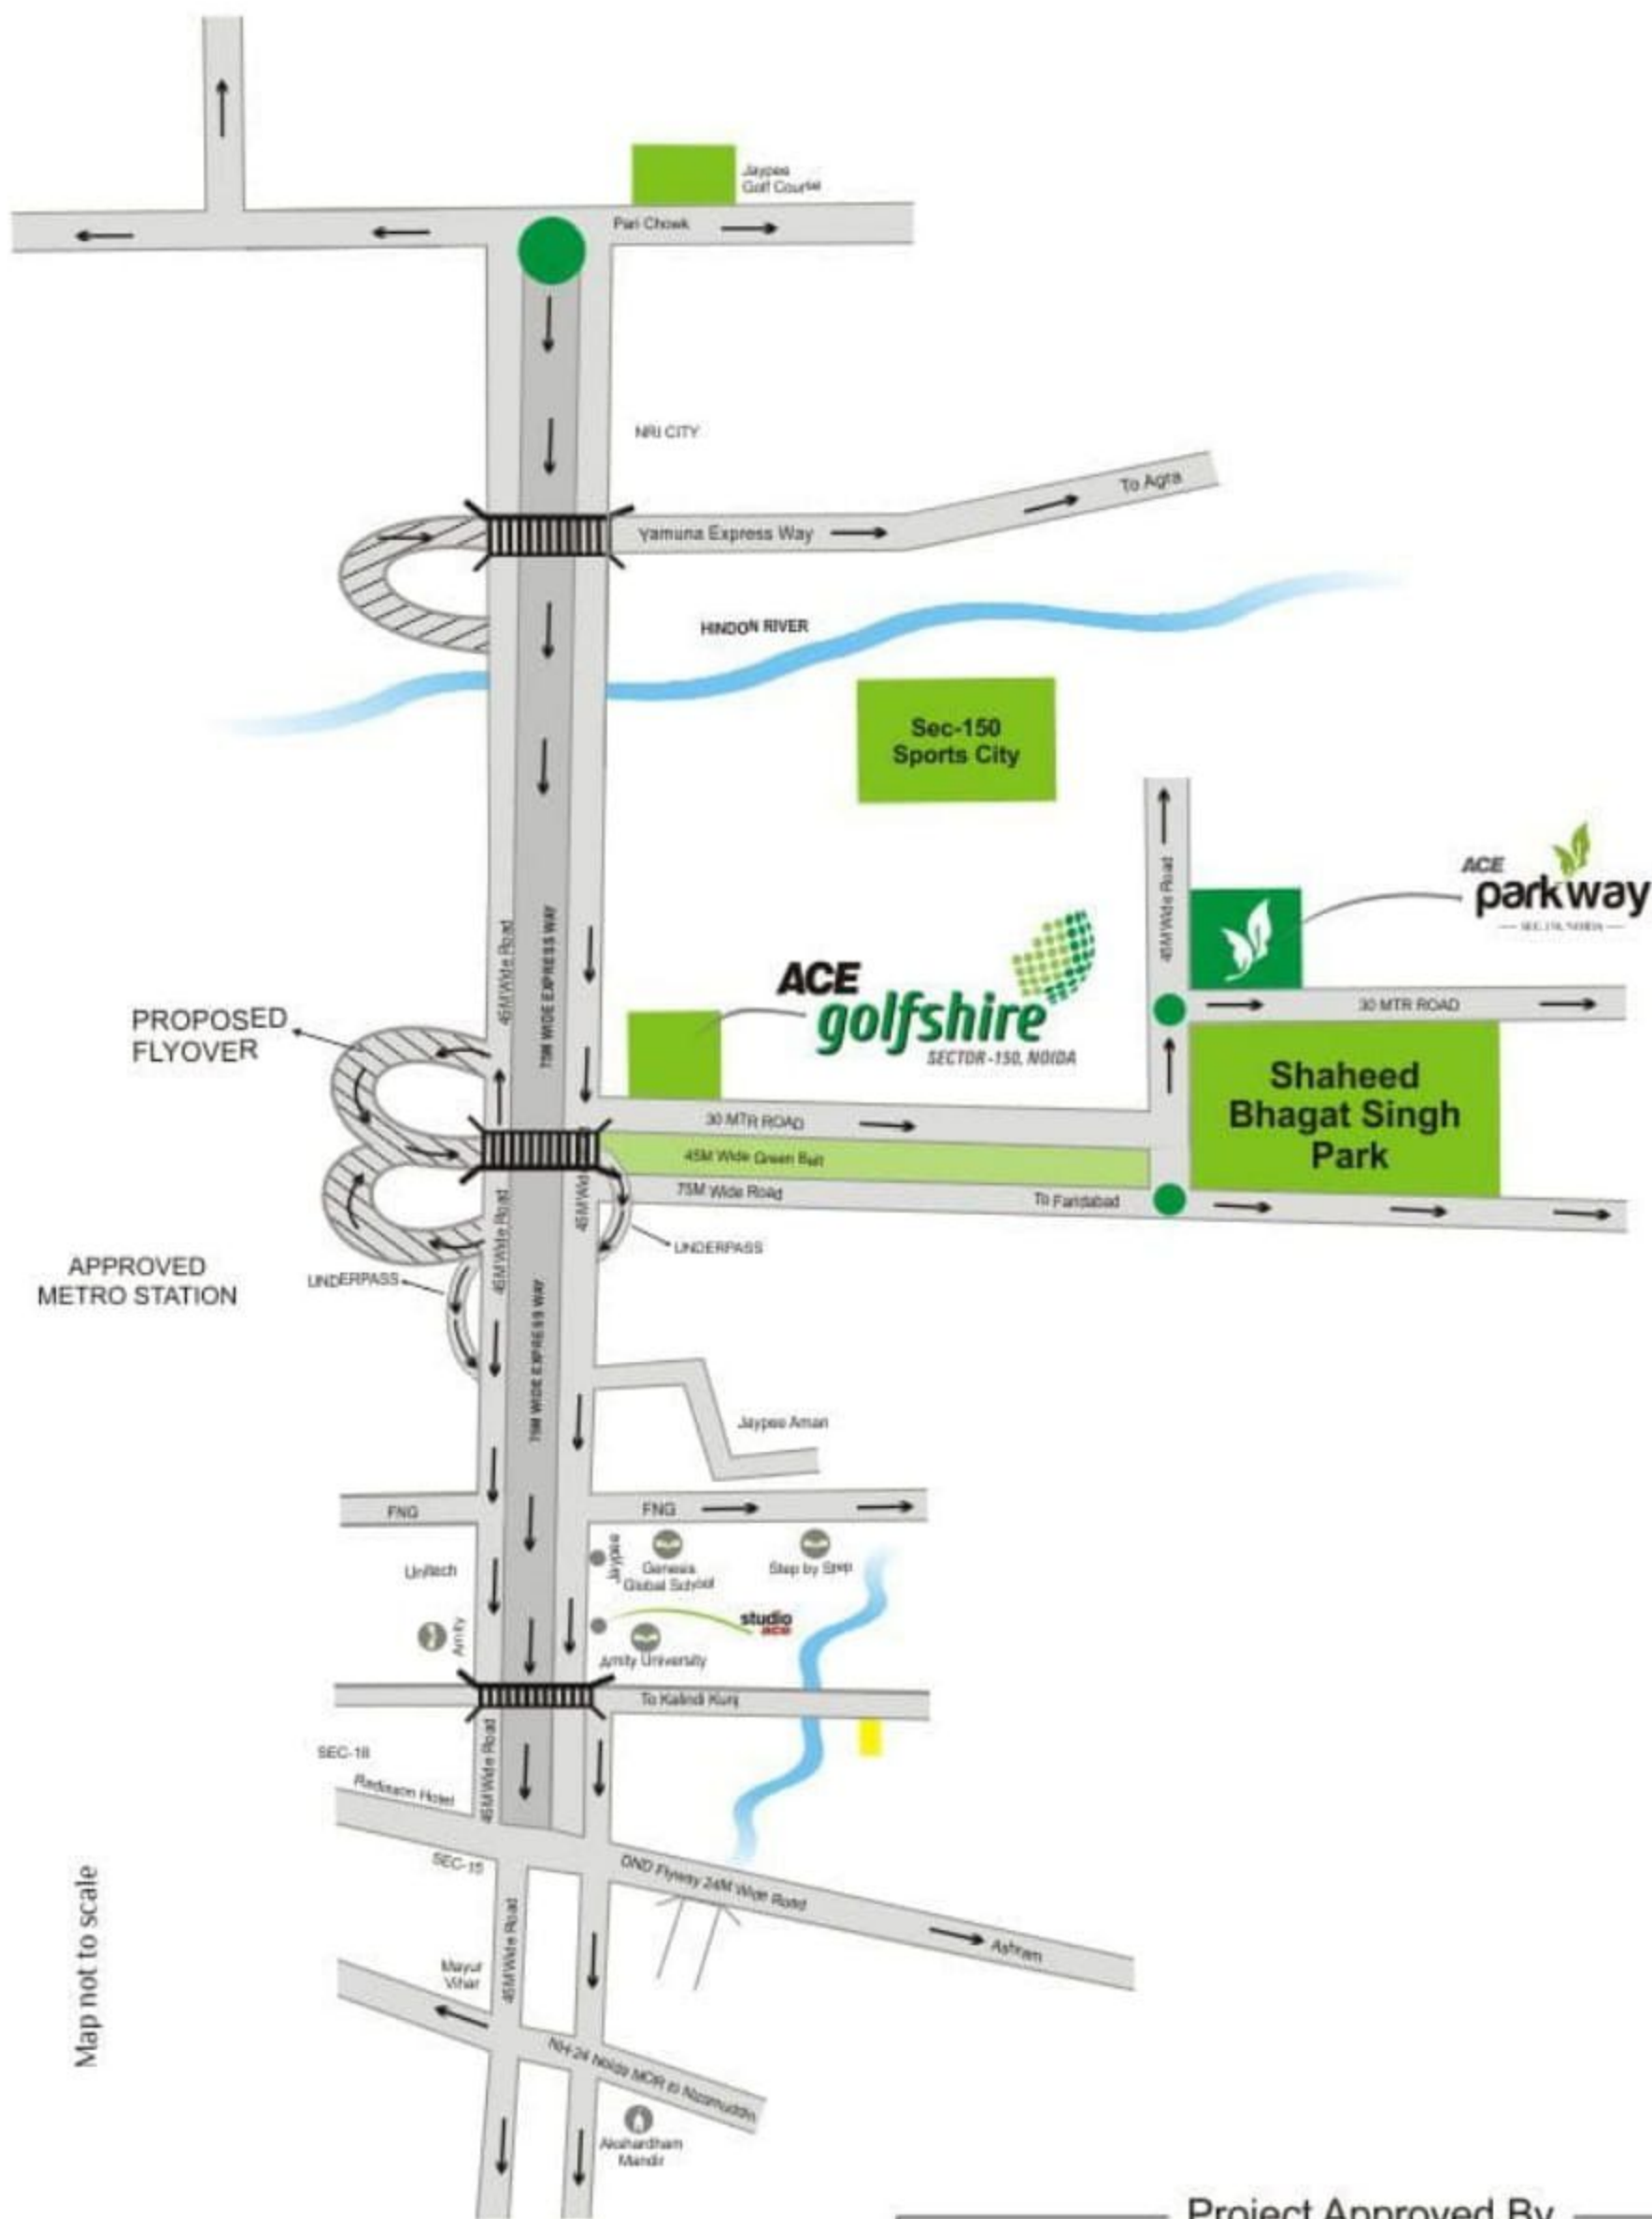 Jaypee
Golf Course
Pari Chowk
NRI CITY
To Agra
Yamuna Express Way
HINDON RIVER
Sec-150
Sports City
45M Wide Road
ACE
parkway
SEC. 150, NOIDA
45M Wide Road
75M WIDE EXPRESS WAY
ACE
golfshire
SECTOR-150, NOIDA
30 MTR ROAD
PROPOSED
FLYOVER
Shaheed
Bhagat Singh
Park
30 MTR ROAD
45M Wide Green Belt
75M Wide Road
To Faridabad
45M Wide Road
45M Wid
UNDERPASS
APPROVED
METRO STATION
UNDERPASS
75M WIDE EXPRESS WAY
Jaypee Aman
FNG
FNG
Unitech
Jaypee
Genesis
Global School
Step by Step
Amity
studio
ace
Amity University
To Kalindi Kunj
SEC-18
45M Wide Road
Radisson Hotel
SEC-15
DND Flyway 24M Wide Road
Ashram
Map not to scale
45M Wide Road
Mayur
Vihar
NH-24 Noida MOR to Nizamuddin
Akshardham
Mandir
Project Approved By